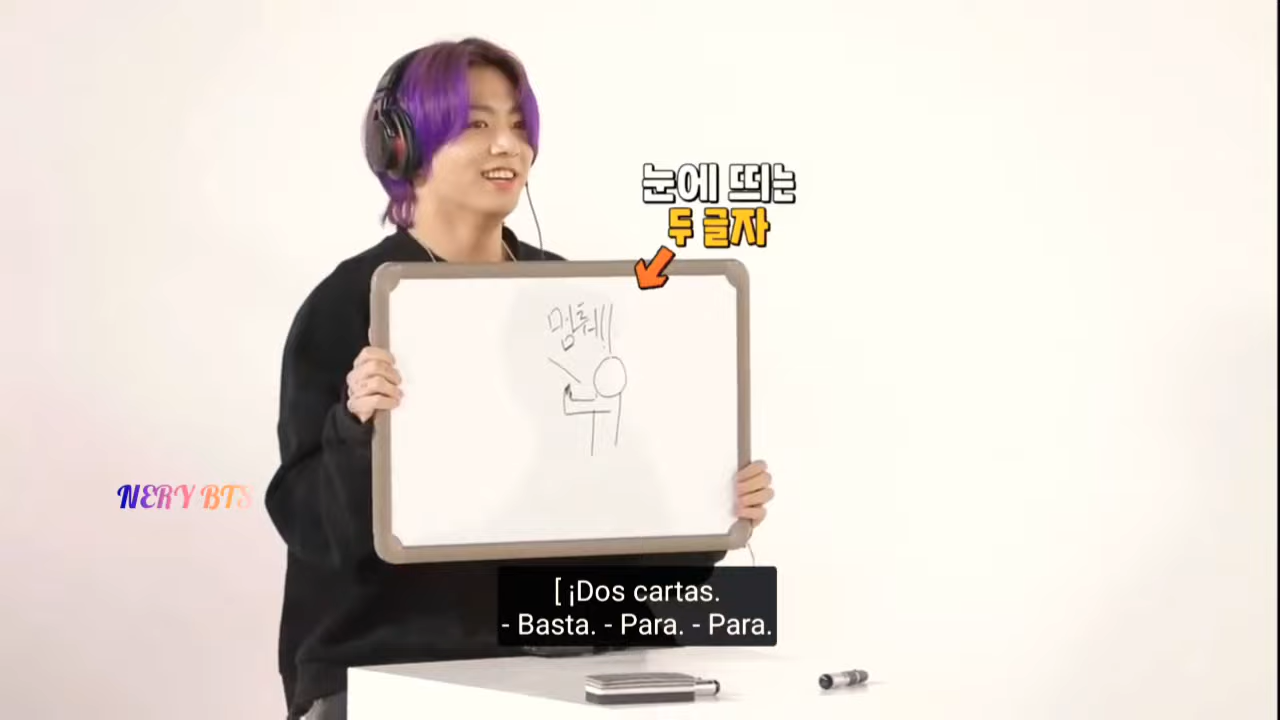 눈에 띄는
두 글자
멈춰!!
NERY BTS
[ ¡Dos cartas.
- Basta. - Para. - Para.